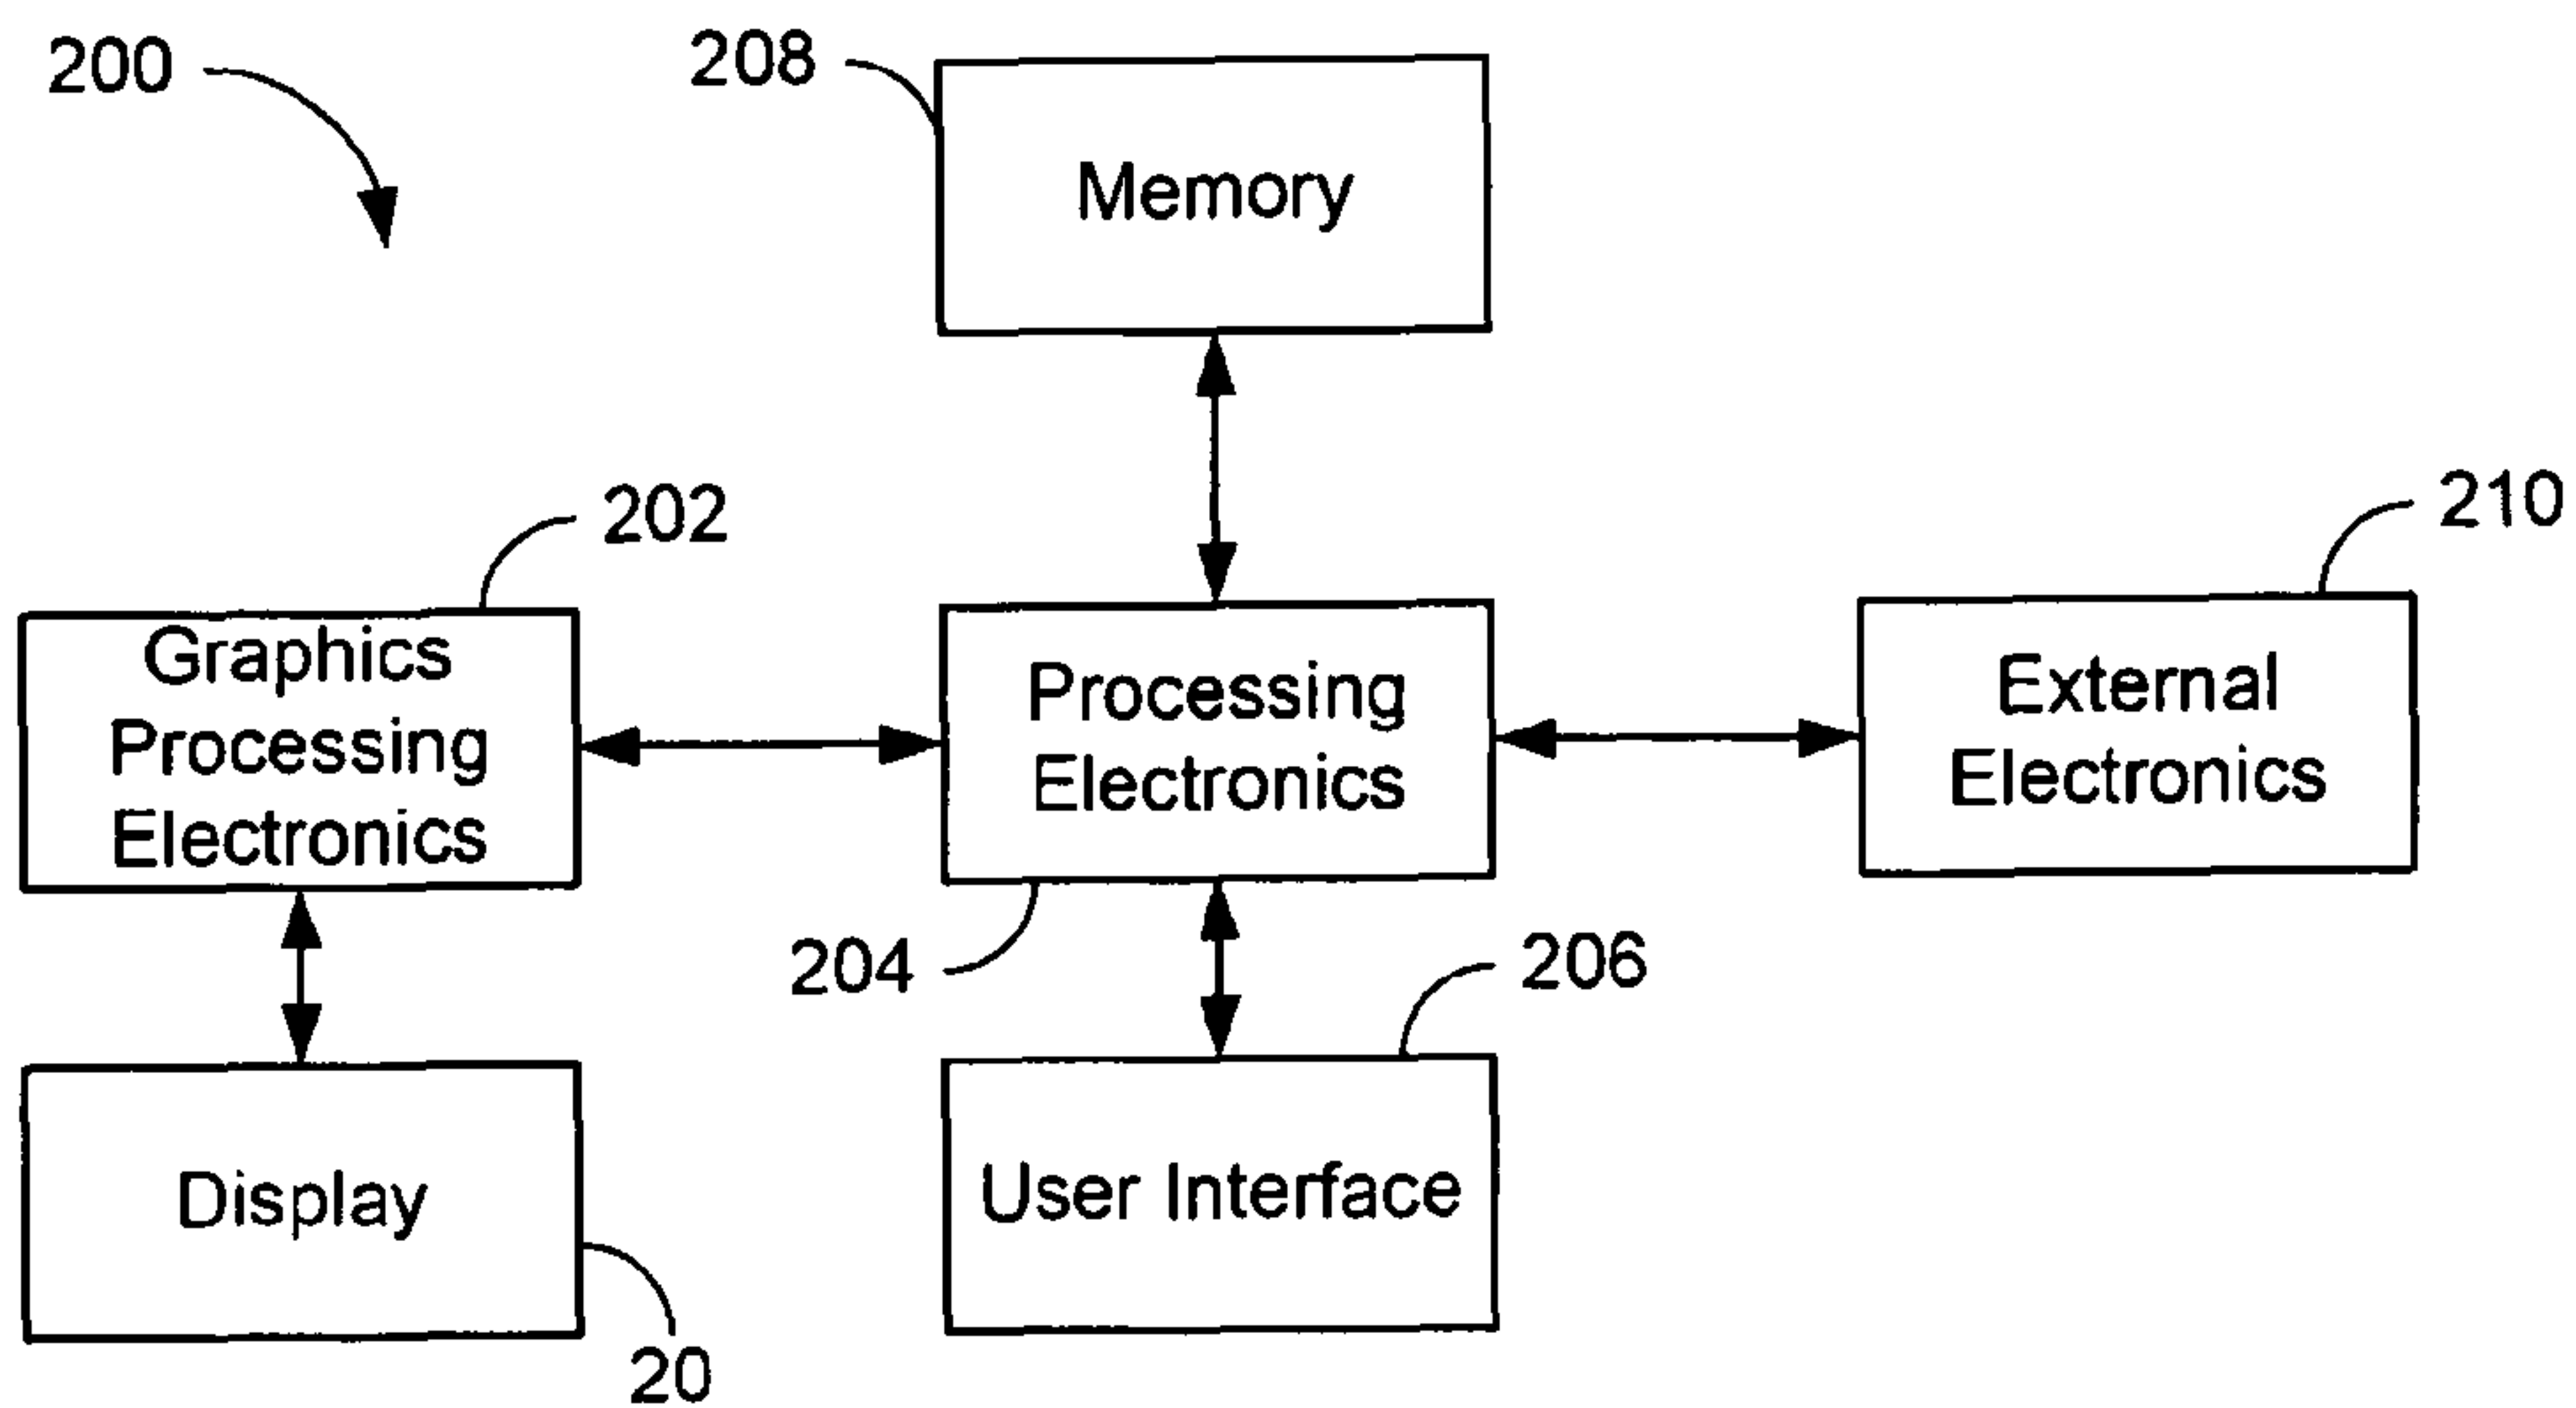 200
208
Memory
202
210
Graphics
Processing
Electronics
Processing
Electronics
External
Electronics
204
206
Display
User Interface
20